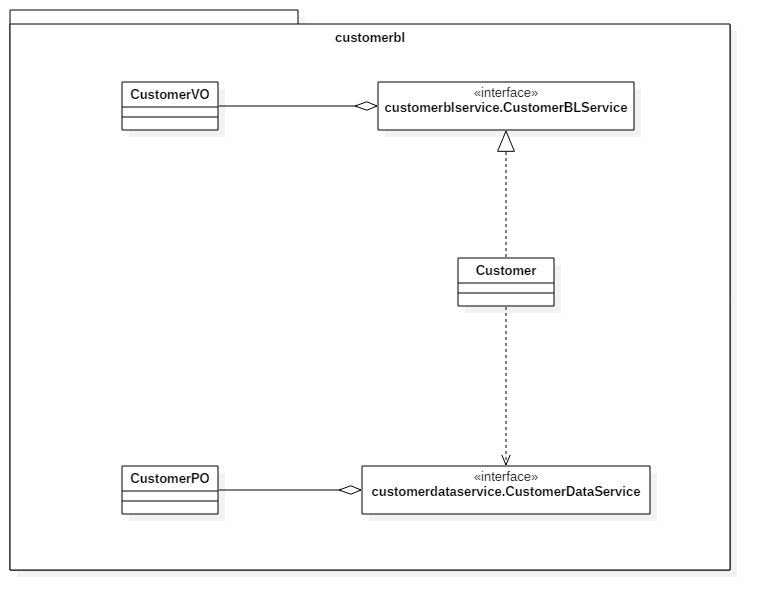 customerbl
CustomerVO
«interface»
customerblservice.CustomerBLService
Customer
CustomerPO
«interface»
customerdataservice.CustomerDataService